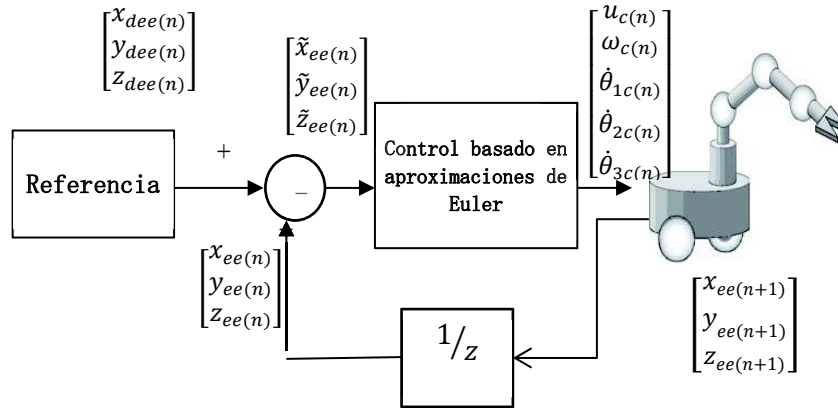 [x_dee(n)
y_dee(n)
z_dee(n)]
[x̃_ee(n)
ỹ_ee(n)
z̃_ee(n)]
[u_c(n)
ω_c(n)
θ̇_1c(n)
θ̇_2c(n)
θ̇_3c(n)]
Referencia
+
−
Control basado en
aproximaciones de
Euler
[x_ee(n)
y_ee(n)
z_ee(n)]
1/z
[x_ee(n+1)
y_ee(n+1)
z_ee(n+1)]